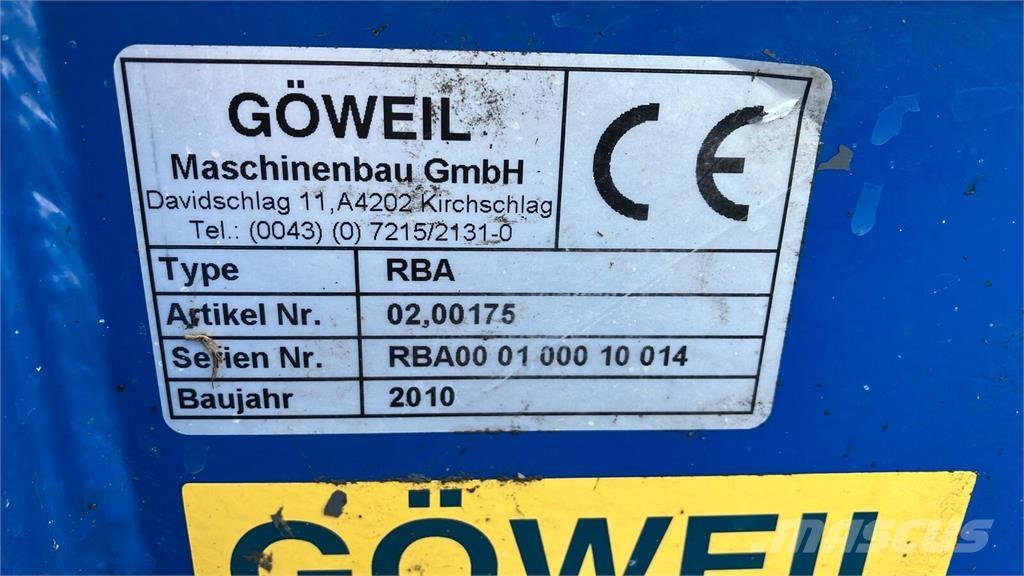 GÖWEIL
Maschinenbau GmbH
Davidschlag 11,A4202 Kirchschlag
Tel.: (0043) (0) 7215/2131-0
CE
Type RBA
Artikel Nr. 02,00175
Serien Nr. RBA00 01 000 10 014
Baujahr 2010
GÖWEIL
MASCUS